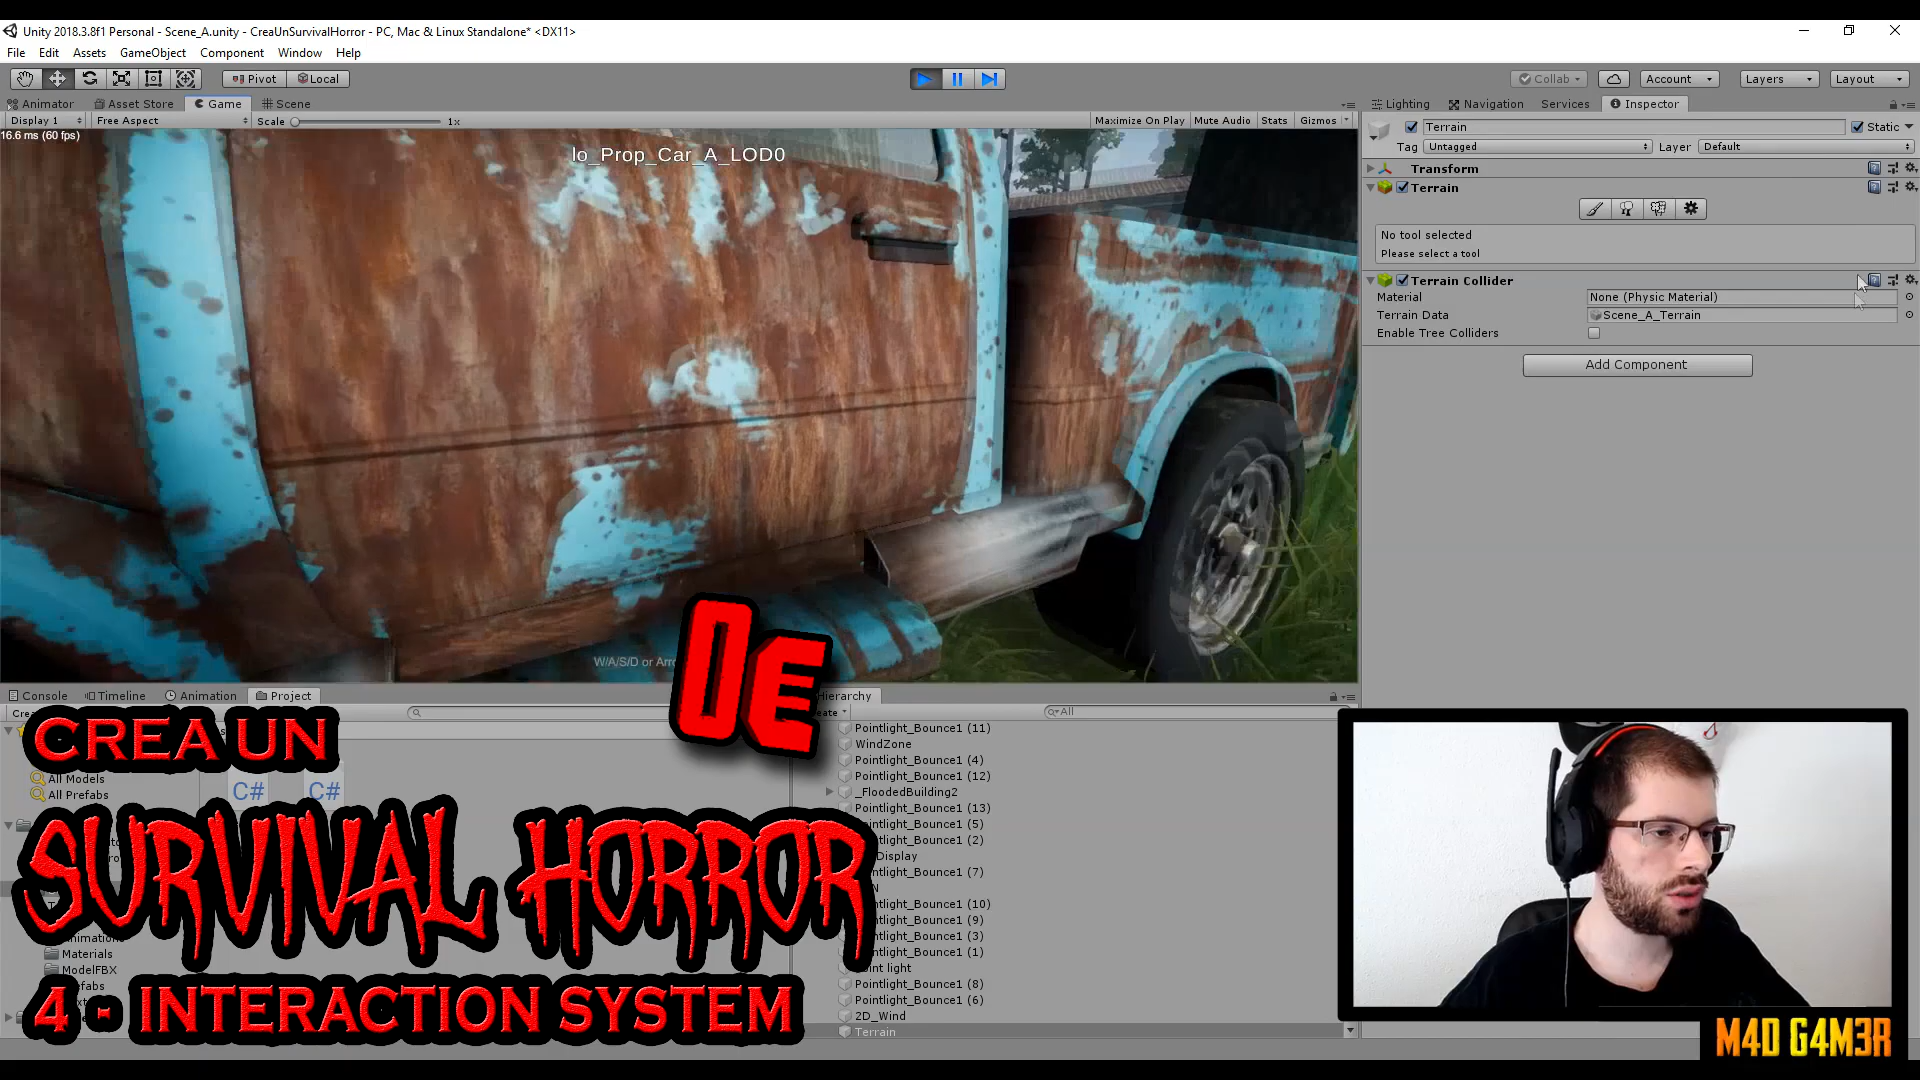 Unity 2018.3.8f1 Personal - Scene_A.unity - CreaUnSurvivalHorror - PC, Mac & Linux Standalone* <DX11>
File Edit Assets GameObject Component Window Help
Pivot Local
Collab Account Layers Layout
Animator Asset Store Game Scene
Display 1 Free Aspect Scale 1x Maximize On Play Mute Audio Stats Gizmos
16.6 ms (60 fps)
lo_Prop_Car_A_LOD0
W/A/S/D or
Lighting Navigation Services Inspector
Terrain Static
Tag Untagged Layer Default
Transform
Terrain
No tool selected
Please select a tool
Terrain Collider
Material None (Physic Material)
Terrain Data Scene_A_Terrain
Enable Tree Colliders
Add Component
Console Timeline Animation Project
All Models
All Prefabs
C# C#
Materials
ModelFBX
Hierarchy
All
Pointlight_Bounce1 (11)
WindZone
Pointlight_Bounce1 (4)
Pointlight_Bounce1 (12)
_FloodedBuilding2
Pointlight_Bounce1 (13)
Pointlight_Bounce1 (5)
Pointlight_Bounce1 (2)
Display
Pointlight_Bounce1 (7)
Pointlight_Bounce1 (10)
Pointlight_Bounce1 (9)
Pointlight_Bounce1 (3)
Pointlight_Bounce1 (1)
Point light
Pointlight_Bounce1 (8)
Pointlight_Bounce1 (6)
2D_Wind
Terrain
CREA UN
SURVIVAL HORROR
4 - INTERACTION SYSTEM
M4D G4M3R